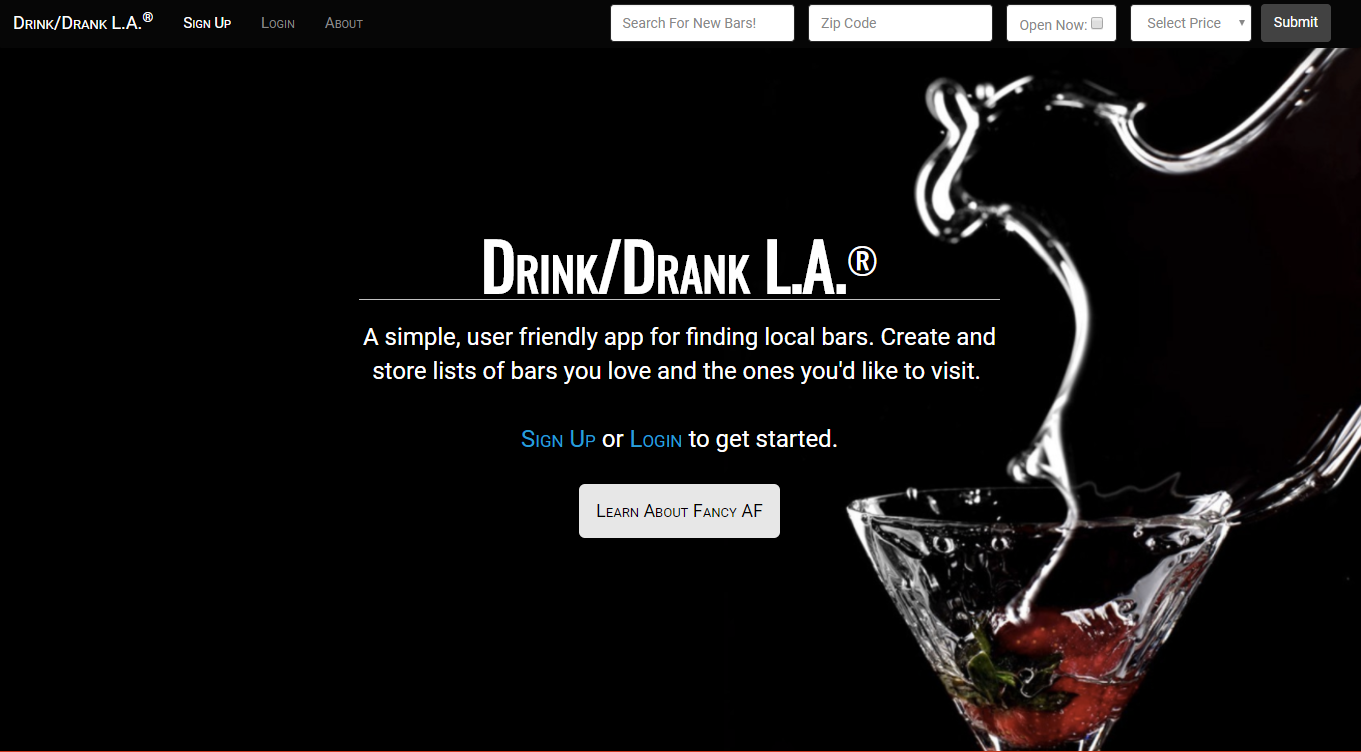 Drink/Drank L.A.® Sign Up Login About Search For New Bars! Zip Code Open Now: Select Price Submit
Drink/Drank L.A.®
A simple, user friendly app for finding local bars. Create and
store lists of bars you love and the ones you'd like to visit.
Sign Up or Login to get started.
Learn About Fancy AF